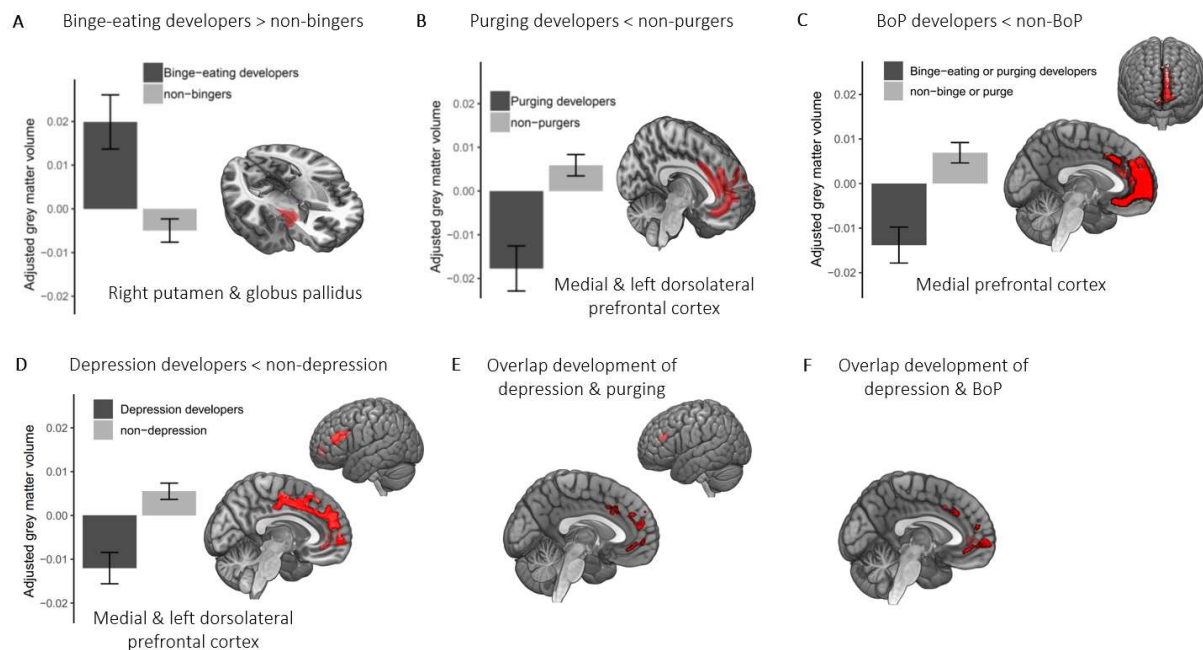 A Binge-eating developers > non-bingers
Adjusted grey matter volume
0.02
0.01
0.00
−0.01
−0.02
Binge-eating developers
non-bingers
Right putamen & globus pallidus
B Purging developers < non-purgers
Adjusted grey matter volume
0.02
0.01
0.00
−0.01
−0.02
Purging developers
non-purgers
Medial & left dorsolateral
prefrontal cortex
C BoP developers < non-BoP
Adjusted grey matter volume
0.02
0.01
0.00
−0.01
−0.02
Binge-eating or purging developers
non-binge or purge
Medial prefrontal cortex
D Depression developers < non-depression
Adjusted grey matter volume
0.02
0.01
0.00
−0.01
−0.02
Depression developers
non-depression
Medial & left dorsolateral
prefrontal cortex
E Overlap development of
depression & purging
F Overlap development of
depression & BoP